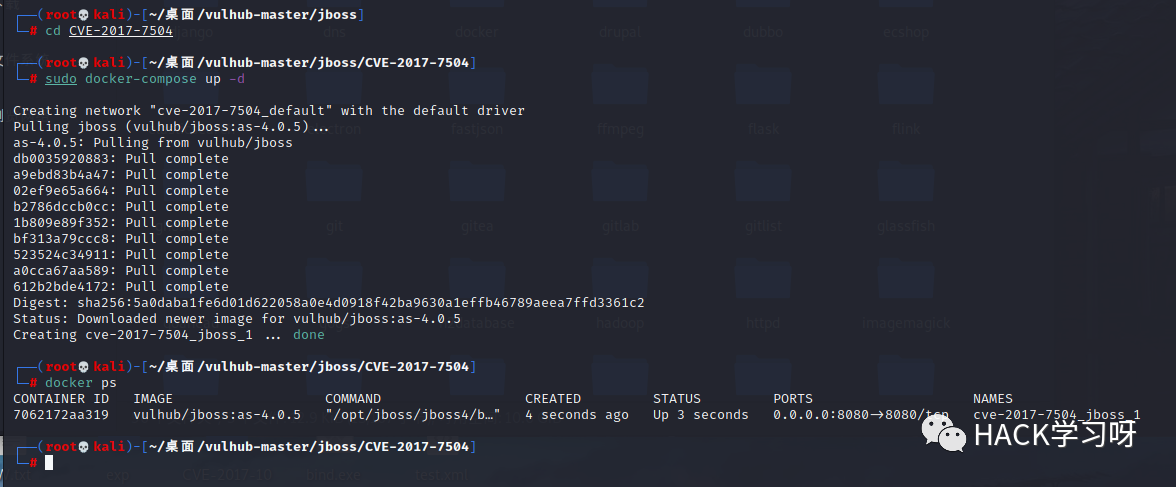 ┌──(root💀kali)-[~/桌面/vulhub-master/jboss]
└─# cd CVE-2017-7504
┌──(root💀kali)-[~/桌面/vulhub-master/jboss/CVE-2017-7504]
└─# sudo docker-compose up -d
Creating network "cve-2017-7504_default" with the default driver
Pulling jboss (vulhub/jboss:as-4.0.5)...
as-4.0.5: Pulling from vulhub/jboss
db0035920883: Pull complete
a9ebd83b4a47: Pull complete
02ef9e65a664: Pull complete
b2786dccb0cc: Pull complete
1b809e89f352: Pull complete
bf313a79ccc8: Pull complete
523524c34911: Pull complete
a0cca67aa589: Pull complete
612b2bde4172: Pull complete
Digest: sha256:5a0daba1fe6d01d622058a0e4d0918f42ba9630a1effb46789aeea7ffd3361c2
Status: Downloaded newer image for vulhub/jboss:as-4.0.5
Creating cve-2017-7504_jboss_1 ... done
┌──(root💀kali)-[~/桌面/vulhub-master/jboss/CVE-2017-7504]
└─# docker ps
CONTAINER ID IMAGE COMMAND CREATED STATUS PORTS NAMES
7062172aa319 vulhub/jboss:as-4.0.5 "/opt/jboss/jboss4/b…" 4 seconds ago Up 3 seconds 0.0.0.0:8080->8080/tcp cve-2017-7504_jboss_1
┌──(root💀kali)-[~/桌面/vulhub-master/jboss/CVE-2017-7504]
└─#
HACK学习呀